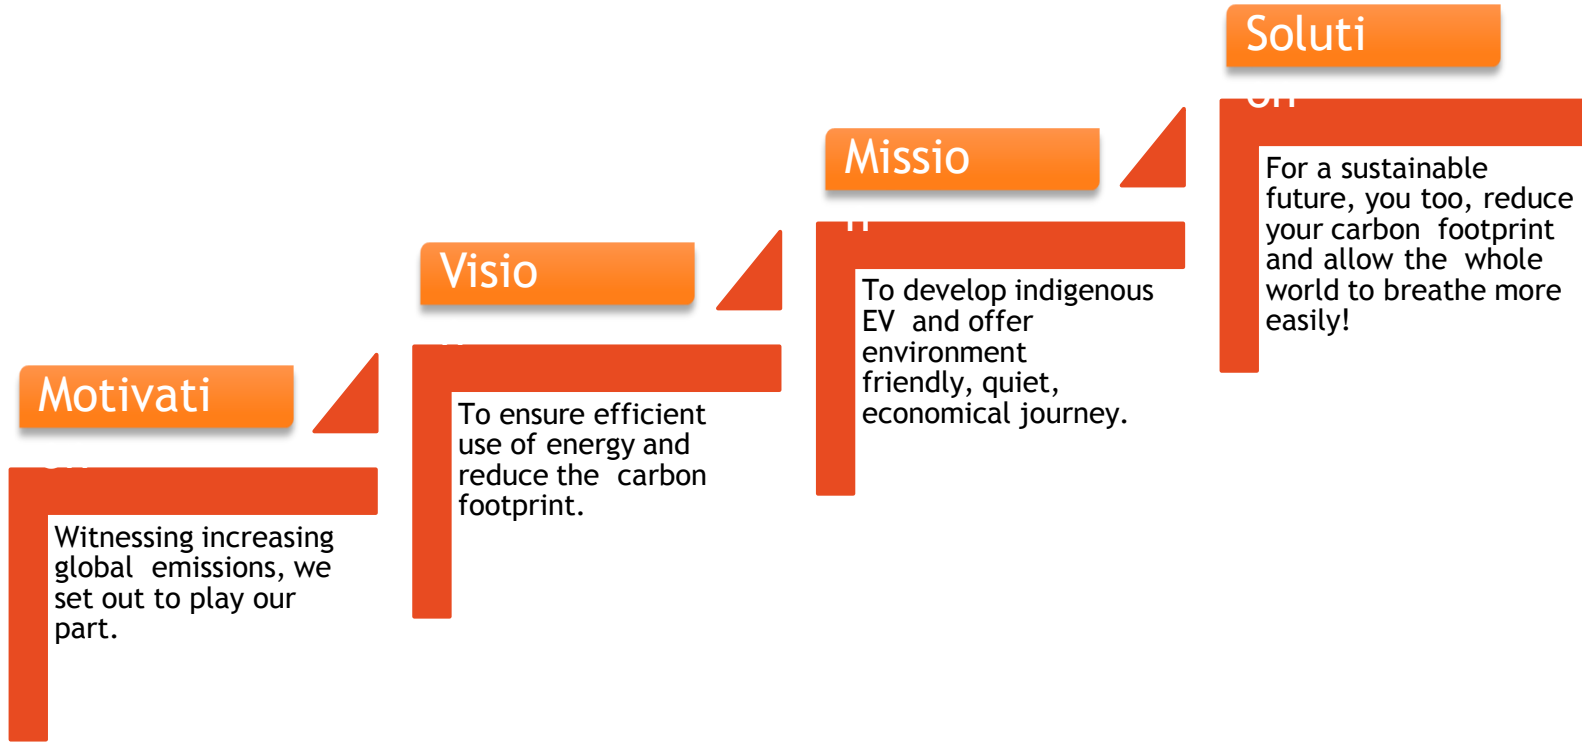 Motivati
on
Witnessing increasing
global emissions, we
set out to play our
part.
Visio
n
To ensure efficient
use of energy and
reduce the carbon
footprint.
Missio
n
To develop indigenous
EV and offer
environment
friendly, quiet,
economical journey.
Soluti
on
For a sustainable
future, you too, reduce
your carbon footprint
and allow the whole
world to breathe more
easily!